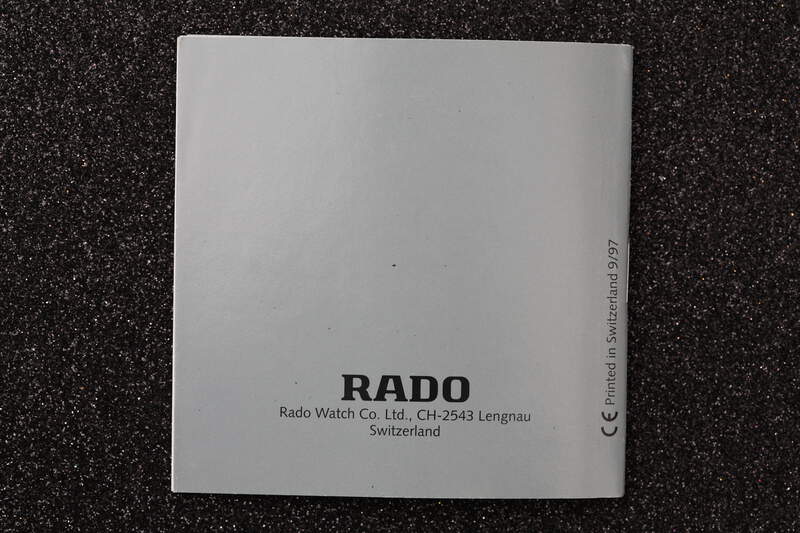 RADO
Rado Watch Co. Ltd., CH-2543 Lengnau
Switzerland
CE Printed in Switzerland 9/97